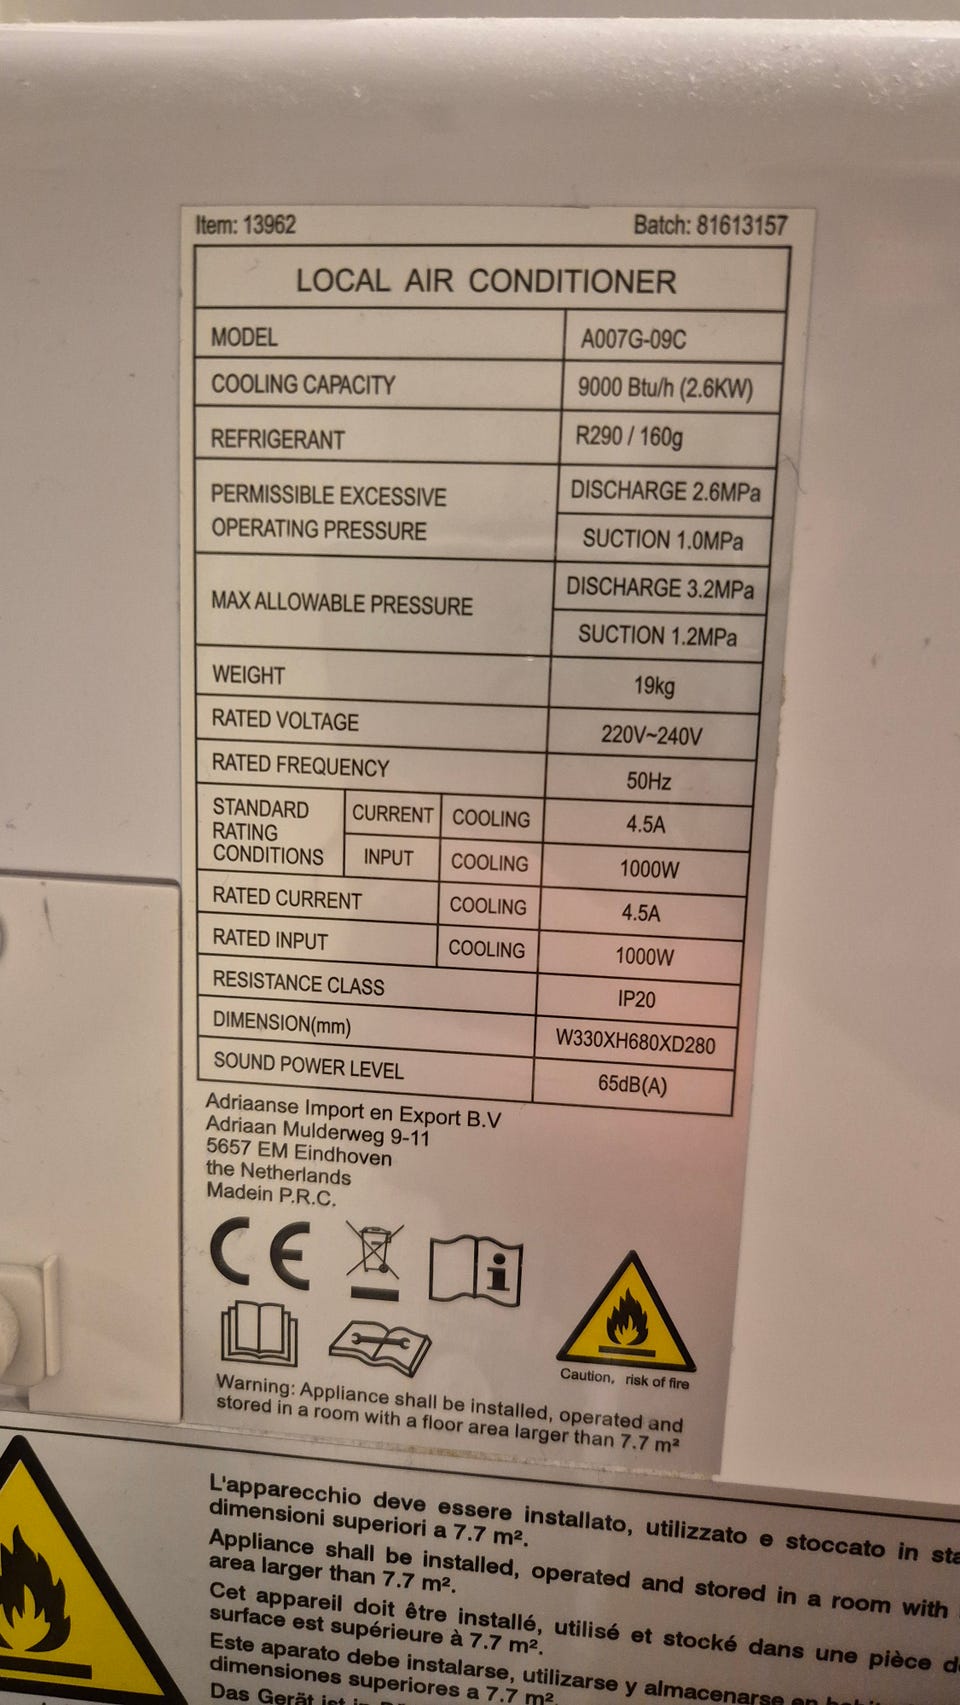 Item: 13962 Batch: 81613157
LOCAL AIR CONDITIONER
MODEL A007G-09C
COOLING CAPACITY 9000 Btu/h (2.6KW)
REFRIGERANT R290 / 160g
PERMISSIBLE EXCESSIVE OPERATING PRESSURE DISCHARGE 2.6MPa
SUCTION 1.0MPa
MAX ALLOWABLE PRESSURE DISCHARGE 3.2MPa
SUCTION 1.2MPa
WEIGHT 19kg
RATED VOLTAGE 220V~240V
RATED FREQUENCY 50Hz
STANDARD RATING CONDITIONS CURRENT COOLING 4.5A
INPUT COOLING 1000W
RATED CURRENT COOLING 4.5A
RATED INPUT COOLING 1000W
RESISTANCE CLASS IP20
DIMENSION(mm) W330XH680XD280
SOUND POWER LEVEL 65dB(A)
Adriaanse Import en Export B.V
Adriaan Mulderweg 9-11
5657 EM Eindhoven
the Netherlands
Madein P.R.C.
CE
Caution, risk of fire
Warning: Appliance shall be installed, operated and
stored in a room with a floor area larger than 7.7 m²
L'apparecchio deve essere installato, utilizzato e stoccato in
dimensioni superiori a 7.7 m².
Appliance shall be installed, operated and stored in a room with
area larger than 7.7 m².
Cet appareil doit être installé, utilisé et stocké dans une pièce
surface est supérieure à 7.7 m².
Este aparato debe instalarse, utilizarse y almacenarse en
dimensiones superiores a 7.7 m².
Das Gerät ist in